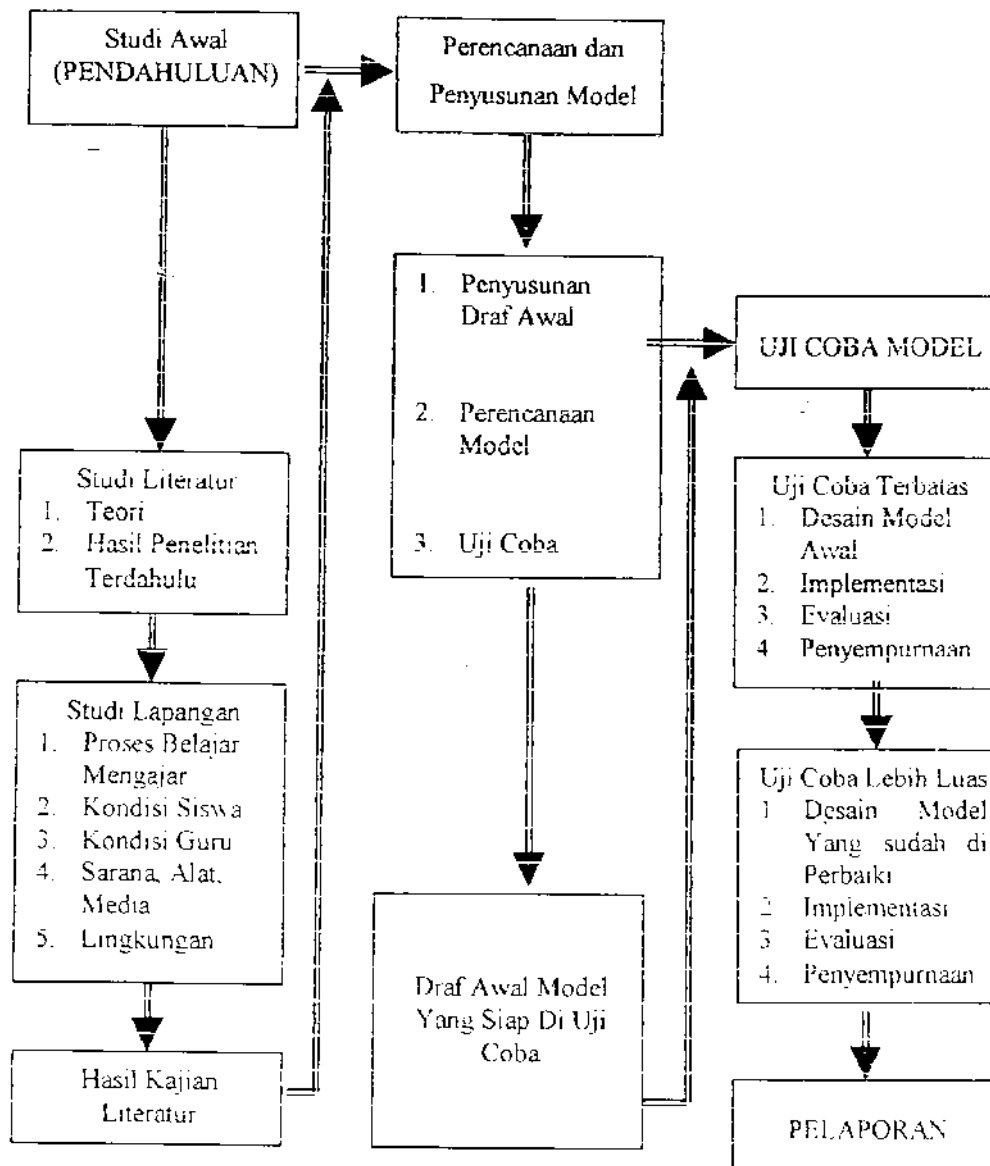 Studi Awal
(PENDAHULUAN)
Studi Literatur
1. Teori
2. Hasil Penelitian
Terdahulu
Studi Lapangan
1. Proses Belajar
Mengajar
2. Kondisi Siswa
3. Kondisi Guru
4. Sarana, Alat,
Media
5. Lingkungan
Hasil Kajian
Literatur
Perencanaan dan
Penyusunan Model
1. Penyusunan
Draf Awal
2. Perencanaan
Model
3. Uji Coba
Draf Awal Model
Yang Siap Di Uji
Coba
UJI COBA MODEL
Uji Coba Terbatas
1. Desain Model
Awal
2. Implementasi
3. Evaluasi
4 Penyempurnaan
Uji Coba Lebih Luas
1 Desain Model
Yang sudah di
Perbaiki
2 Implementasi
3 Evaluasi
4. Penyempurnaan
PELAPORAN